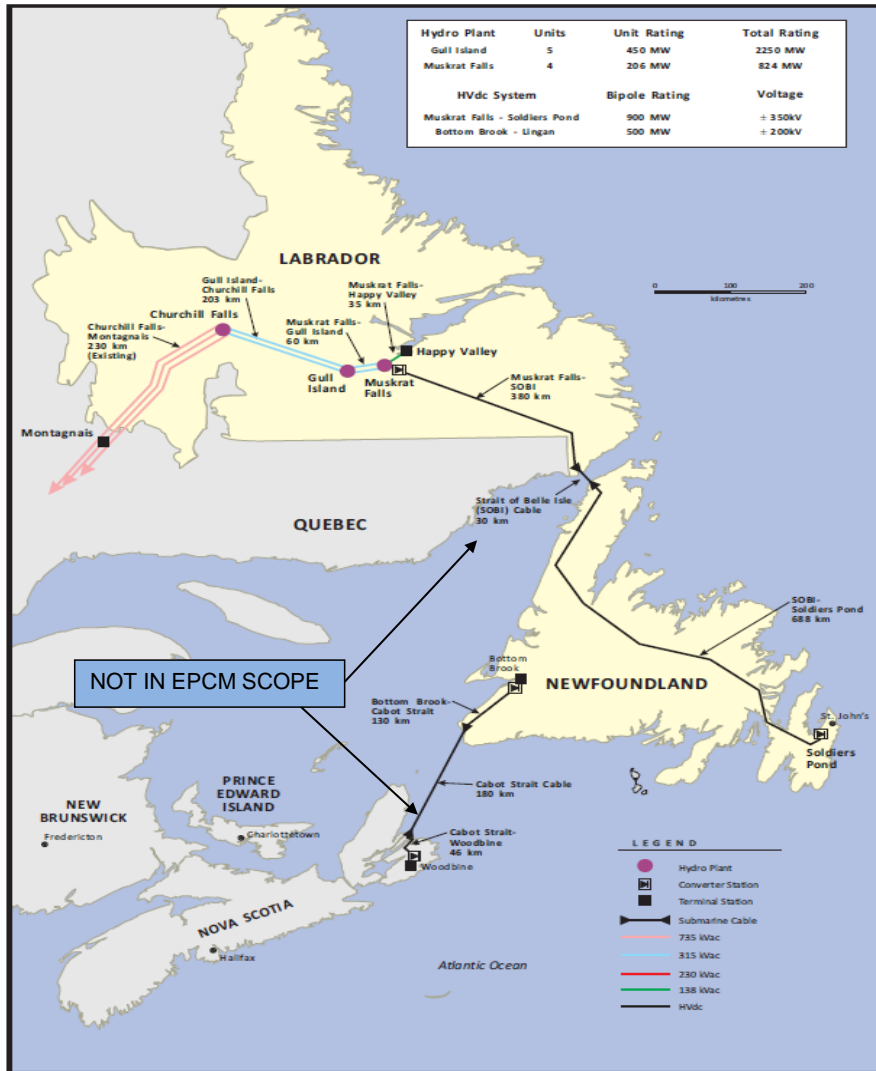 Hydro Plant Units Unit Rating Total Rating
Gull Island 5 450 MW 2250 MW
Muskrat Falls 4 206 MW 824 MW
HVdc System Bipole Rating Voltage
Muskrat Falls - Soldiers Pond 900 MW ± 350kV
Bottom Brook - Lingan 500 MW ± 200kV
LABRADOR
Gull Island-
Churchill Falls
203 km
Muskrat Falls-
Happy Valley
35 km
0 100 200
kilometres
Churchill Falls
Churchill Falls-
Montagnais
230 km
(Existing)
Muskrat Falls-
Gull Island
60 km
Happy Valley
Gull
Island
Muskrat
Falls
Muskrat Falls-
SOBI
380 km
Montagnais
Strait of Belle Isle
(SOBI) Cable
30 km
QUEBEC
SOBI-
Soldiers Pond
688 km
NOT IN EPCM SCOPE
Bottom
Brook
NEWFOUNDLAND
Bottom Brook-
Cabot Strait
130 km
St. John's
Soldiers
Pond
Cabot Strait Cable
180 km
PRINCE
EDWARD
ISLAND
NEW
BRUNSWICK
Fredericton
Charlottetown
Cabot Strait-
Woodbine
46 km
Woodbine
NOVA SCOTIA
Halifax
Atlantic Ocean
LEGEND
Hydro Plant
Converter Station
Terminal Station
Submarine Cable
735 kVac
315 kVac
230 kVac
138 kVac
HVdc